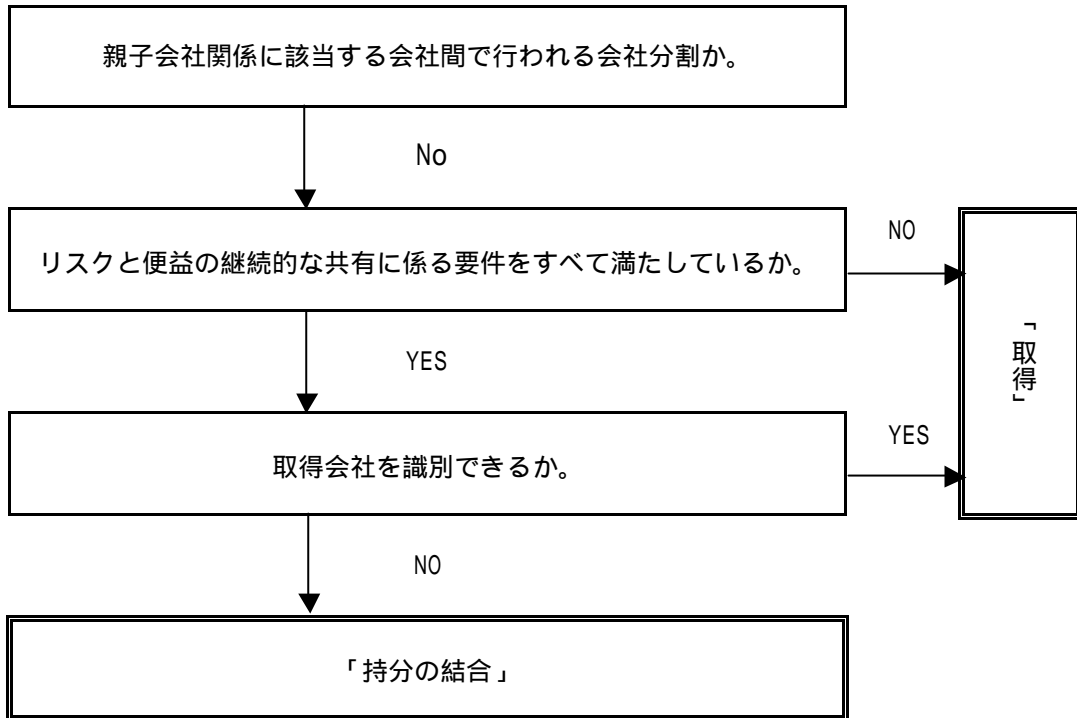 親子会社関係に該当する会社間で行われる会社分割か。
No
リスクと便益の継続的な共有に係る要件をすべて満たしているか。
NO
「取得」
YES
取得会社を識別できるか。
YES
NO
「持分の結合」